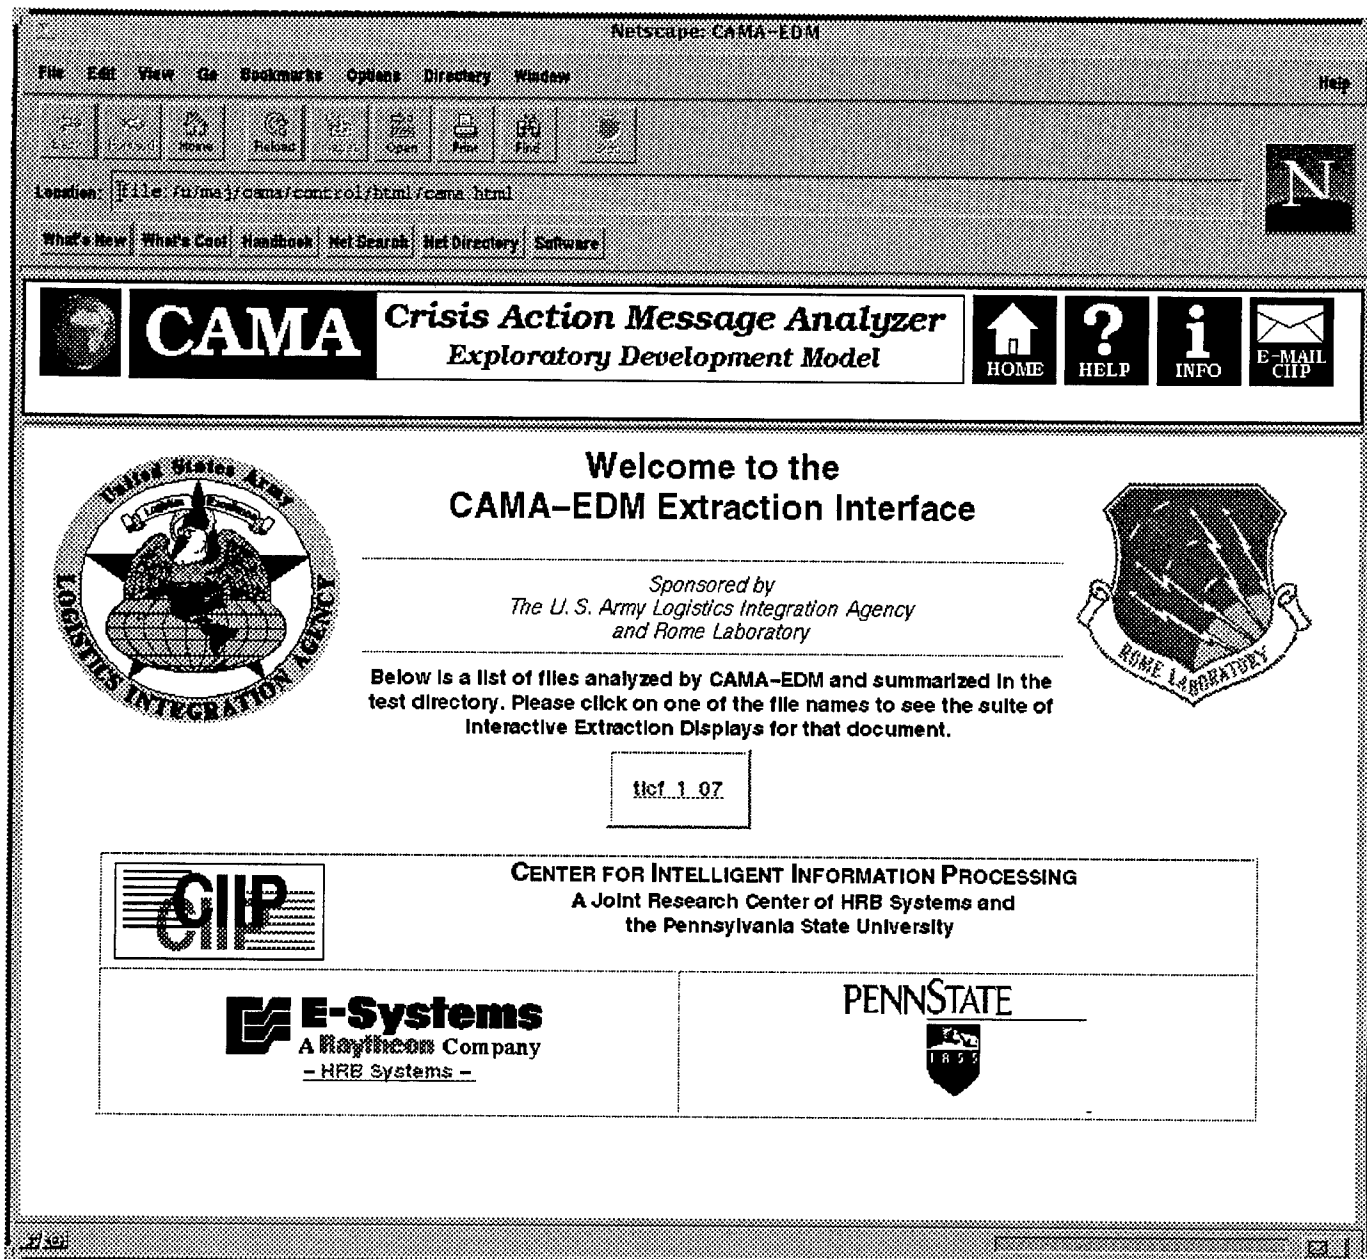 Netscape: CAMA-EDM
File Edit View Go Bookmarks Options Directory Window Help
Home Reload Open Print Find
Location: file:/u/maj/cama/control/html/cama.html
N
What's New What's Cool Handbook Net Search Net Directory Software
CAMA
Crisis Action Message Analyzer
Exploratory Development Model
HOME HELP INFO E-MAIL
CIIP
United States Army
LOGISTICS INTEGRATION AGENCY
Welcome to the
CAMA-EDM Extraction Interface
Sponsored by
The U. S. Army Logistics Integration Agency
and Rome Laboratory
ROME LABORATORY
Below is a list of files analyzed by CAMA-EDM and summarized in the
test directory. Please click on one of the file names to see the suite of
Interactive Extraction Displays for that document.
tlcf_1_07
CIIP
CENTER FOR INTELLIGENT INFORMATION PROCESSING
A Joint Research Center of HRB Systems and
the Pennsylvania State University
E-Systems
A Raytheon Company
- HRB Systems -
PENNSTATE
1855